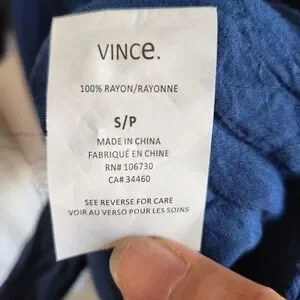 VINCe.
100% RAYON/RAYONNE
S/P
MADE IN CHINA
FABRIQUÉ EN CHINE
RN# 106730
CA# 34460
SEE REVERSE FOR CARE
VOIR AU VERSO POUR LES SOINS